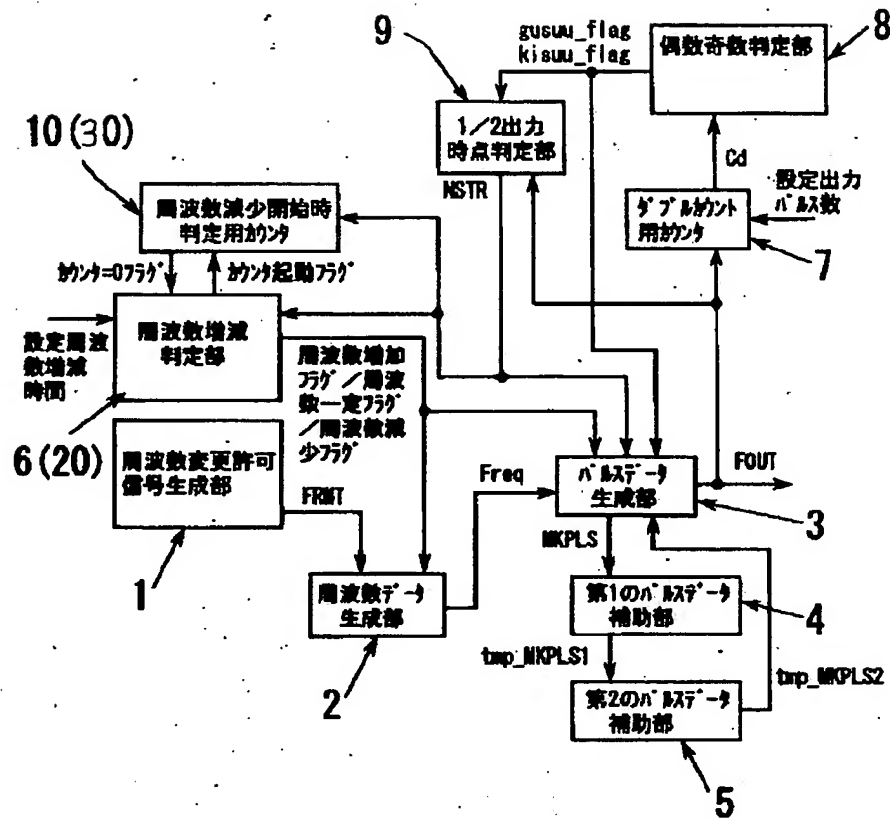 9
gusuu_flag
kisuu_flag
偶数奇数判定部
8
10(30)
1/2出力
時点判定部
Cd
NSTR
設定出力
パルス数
周波数減少開始時
判定用カウンタ
ダブルカウント
用カウンタ
7
カウンタ=0フラグ
カウンタ起動フラグ
周波数増減
判定部
設定周波
数増減
時間
周波数増加
フラグ/周波
数一定フラグ
/周波数減
少フラグ
6(20)
周波数変更許可
信号生成部
FRMT
Freq
パルスデータ
生成部
FOUT
3
MKPLS
1
周波数データ
生成部
2
第1のパルスデータ
補助部
4
tmp_MKPLS1
tmp_MKPLS2
第2のパルスデータ
補助部
5